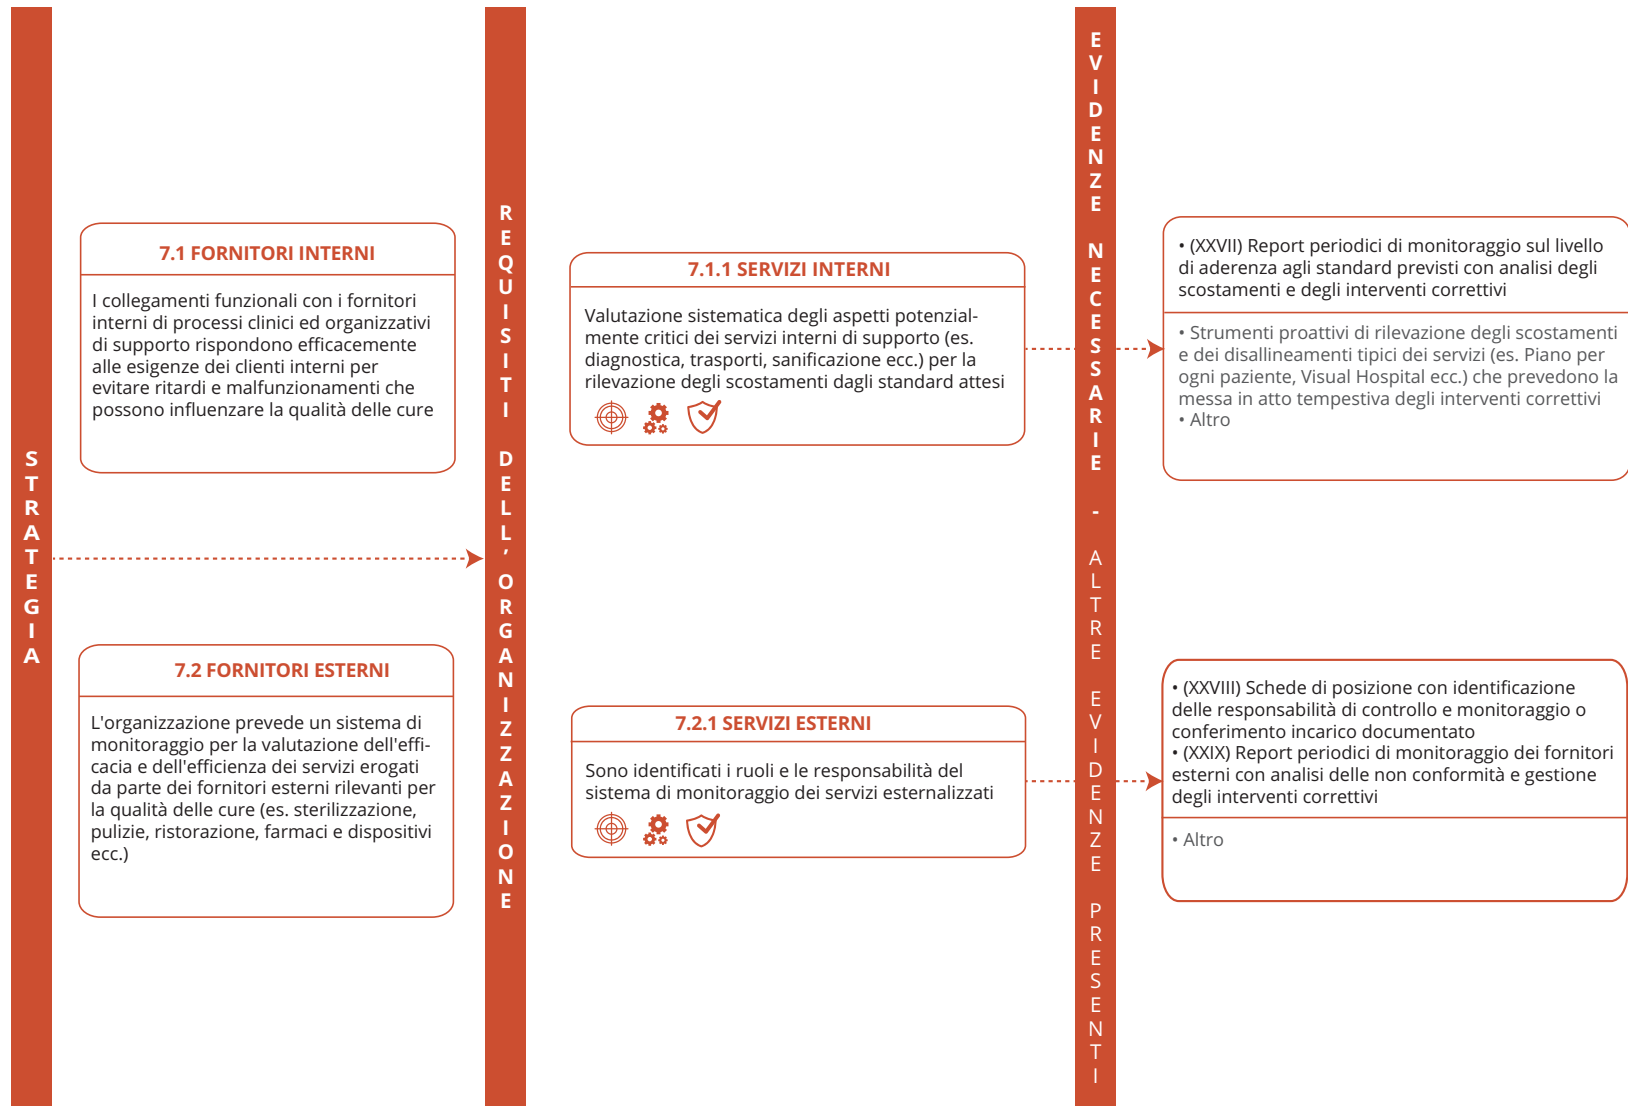 STRATEGIA
7.1 FORNITORI INTERNI
I collegamenti funzionali con i fornitori
interni di processi clinici ed organizzativi
di supporto rispondono efficacemente
alle esigenze dei clienti interni per
evitare ritardi e malfunzionamenti che
possono influenzare la qualità delle cure
7.2 FORNITORI ESTERNI
L'organizzazione prevede un sistema di
monitoraggio per la valutazione dell'effi-
cacia e dell'efficienza dei servizi erogati
da parte dei fornitori esterni rilevanti per
la qualità delle cure (es. sterilizzazione,
pulizie, ristorazione, farmaci e dispositivi
ecc.)
REQUISITI DELL’ORGANIZZAZIONE
7.1.1 SERVIZI INTERNI
Valutazione sistematica degli aspetti potenzial-
mente critici dei servizi interni di supporto (es.
diagnostica, trasporti, sanificazione ecc.) per la
rilevazione degli scostamenti dagli standard attesi
7.2.1 SERVIZI ESTERNI
Sono identificati i ruoli e le responsabilità del
sistema di monitoraggio dei servizi esternalizzati
EVIDENZE NECESSARIE - ALTRE EVIDENZE PRESENTI
• (XXVII) Report periodici di monitoraggio sul livello
di aderenza agli standard previsti con analisi degli
scostamenti e degli interventi correttivi
• Strumenti proattivi di rilevazione degli scostamenti
e dei disallineamenti tipici dei servizi (es. Piano per
ogni paziente, Visual Hospital ecc.) che prevedono la
messa in atto tempestiva degli interventi correttivi
• Altro
• (XXVIII) Schede di posizione con identificazione
delle responsabilità di controllo e monitoraggio o
conferimento incarico documentato
• (XXIX) Report periodici di monitoraggio dei fornitori
esterni con analisi delle non conformità e gestione
degli interventi correttivi
• Altro